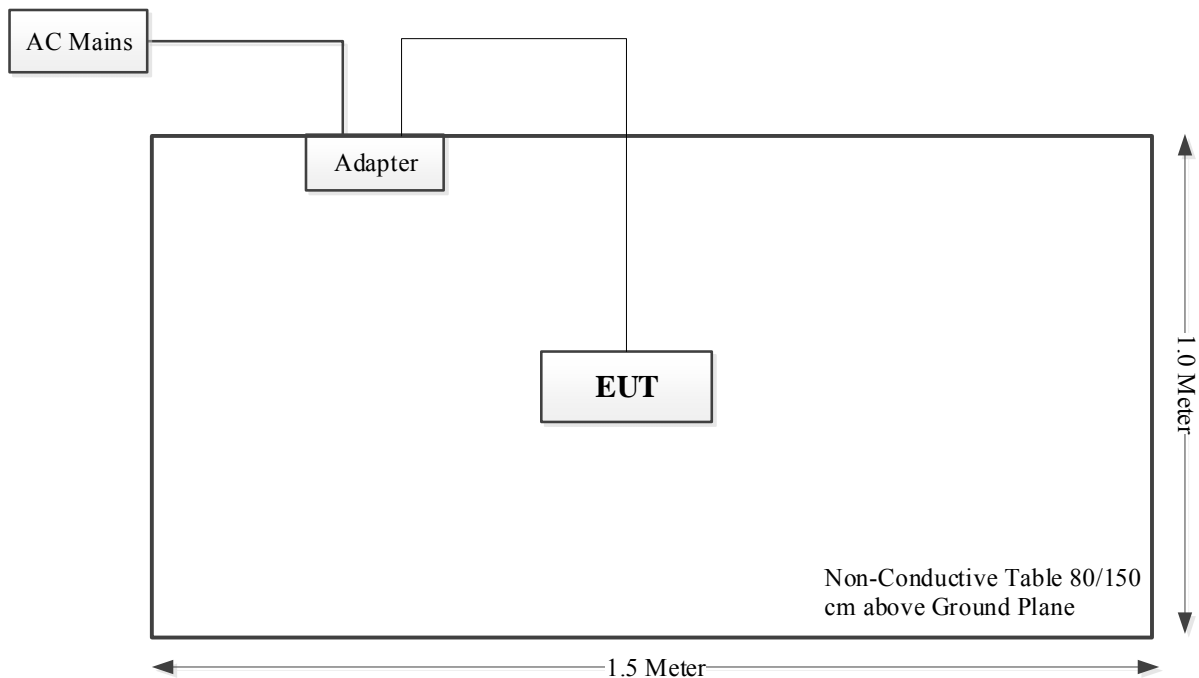 AC Mains
Adapter
EUT
1.0 Meter
Non-Conductive Table 80/150
cm above Ground Plane
1.5 Meter